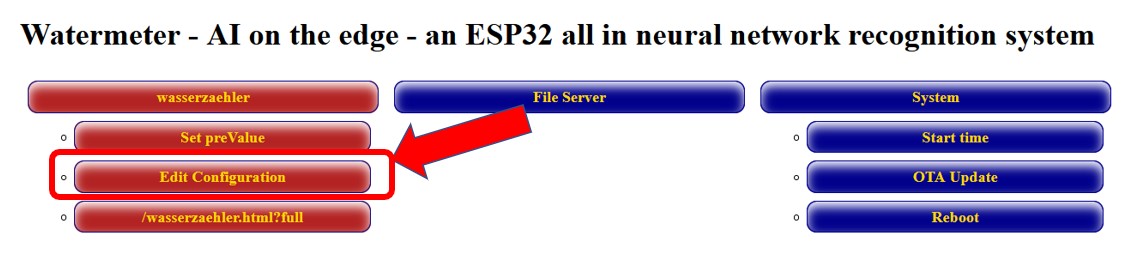 Watermeter - AI on the edge - an ESP32 all in neural network recognition system
wasserzaehler
File Server
System
Set preValue
Start time
Edit Configuration
OTA Update
/wasserzaehler.html?full
Reboot